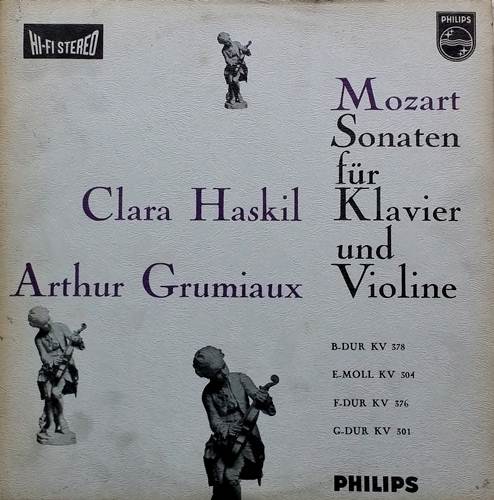 HI-FI STEREO
PHILIPS
Mozart
Sonaten
für
Clara Haskil Klavier
und
Arthur Grumiaux Violine
B-DUR KV 378
E-MOLL KV 304
F-DUR KV 376
G-DUR KV 301
PHILIPS